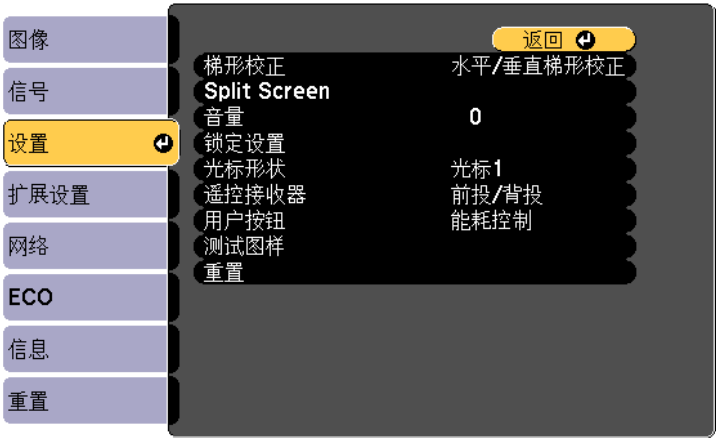 图像
信号
设置
扩展设置
网络
ECO
信息
重置
返回
梯形校正 水平/垂直梯形校正
Split Screen
音量 0
锁定设置
光标形状 光标1
遥控接收器 前投/背投
用户按钮 能耗控制
测试图样
重置